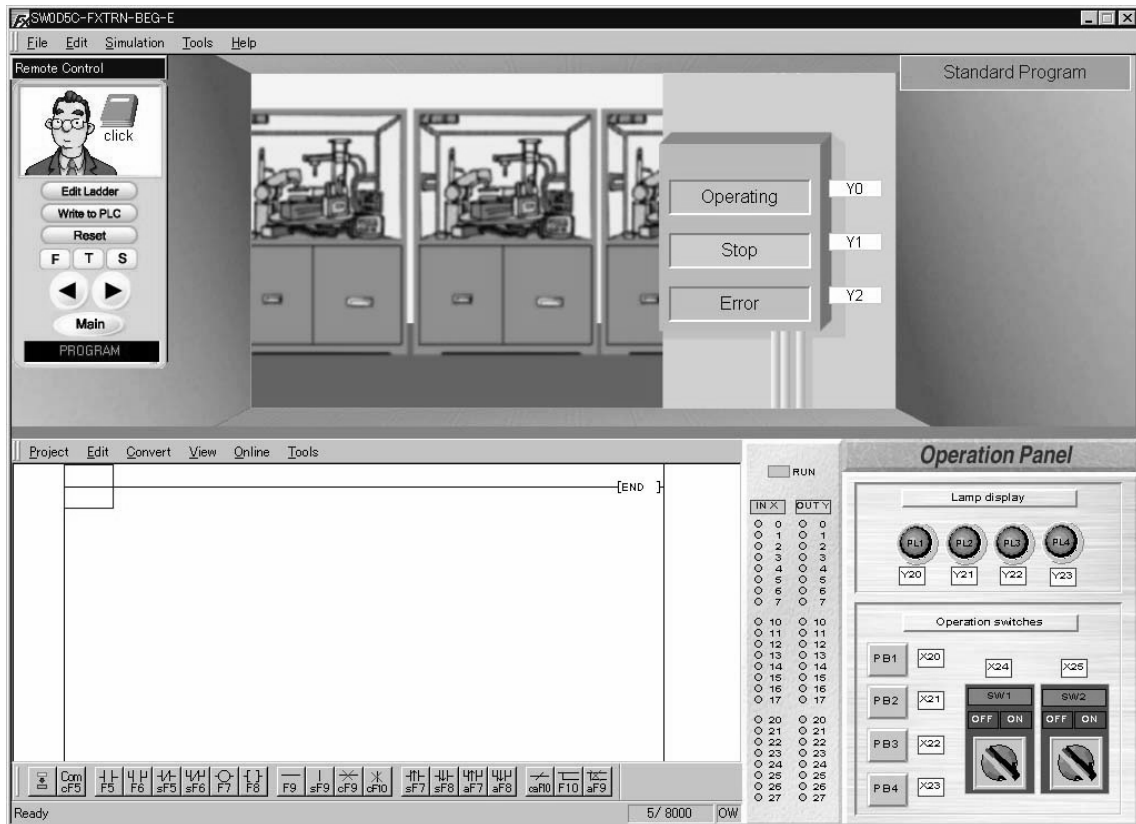 SW0D5C-FXTRN-BEG-E
File Edit Simulation Tools Help
Remote Control
click
Edit Ladder
Write to PLC
Reset
F T S
Main
PROGRAM
Standard Program
Operating Y0
Stop Y1
Error Y2
Project Edit Convert View Online Tools
END
RUN
IN X OUT Y
0 0
1 1
2 2
3 3
4 4
5 5
6 6
7 7
10 10
11 11
12 12
13 13
14 14
15 15
16 16
17 17
20 20
21 21
22 22
23 23
24 24
25 25
26 26
27 27
Operation Panel
Lamp display
PL1 PL2 PL3 PL4
Y20 Y21 Y22 Y23
Operation switches
PB1 X20
PB2 X21
PB3 X22
PB4 X23
X24 X25
SW1 SW2
OFF ON OFF ON
Com
cF5 F5 F6 sF5 sF6 F7 F8 F9 sF9 cF9 cF10 sF7 sF8 aF7 aF8 caF10 F10 aF9
Ready 5/ 8000 OW